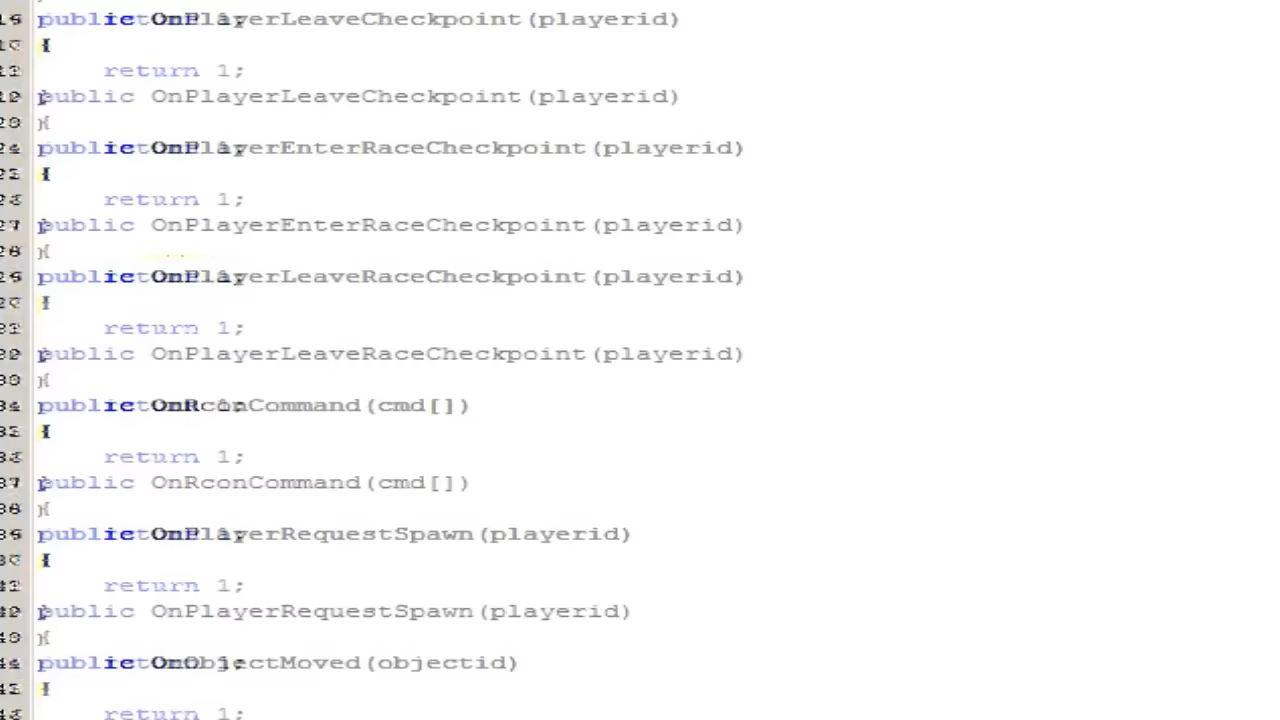 public OnPlayerLeaveCheckpoint(playerid)
{
return 1;
public OnPlayerLeaveCheckpoint(playerid)
{
public OnPlayerEnterRaceCheckpoint(playerid)
{
return 1;
public OnPlayerEnterRaceCheckpoint(playerid)
{
public OnPlayerLeaveRaceCheckpoint(playerid)
{
return 1;
public OnPlayerLeaveRaceCheckpoint(playerid)
{
public OnRconCommand(cmd[])
{
return 1;
public OnRconCommand(cmd[])
{
public OnPlayerRequestSpawn(playerid)
{
return 1;
public OnPlayerRequestSpawn(playerid)
{
public OnObjectMoved(objectid)
{
return 1;